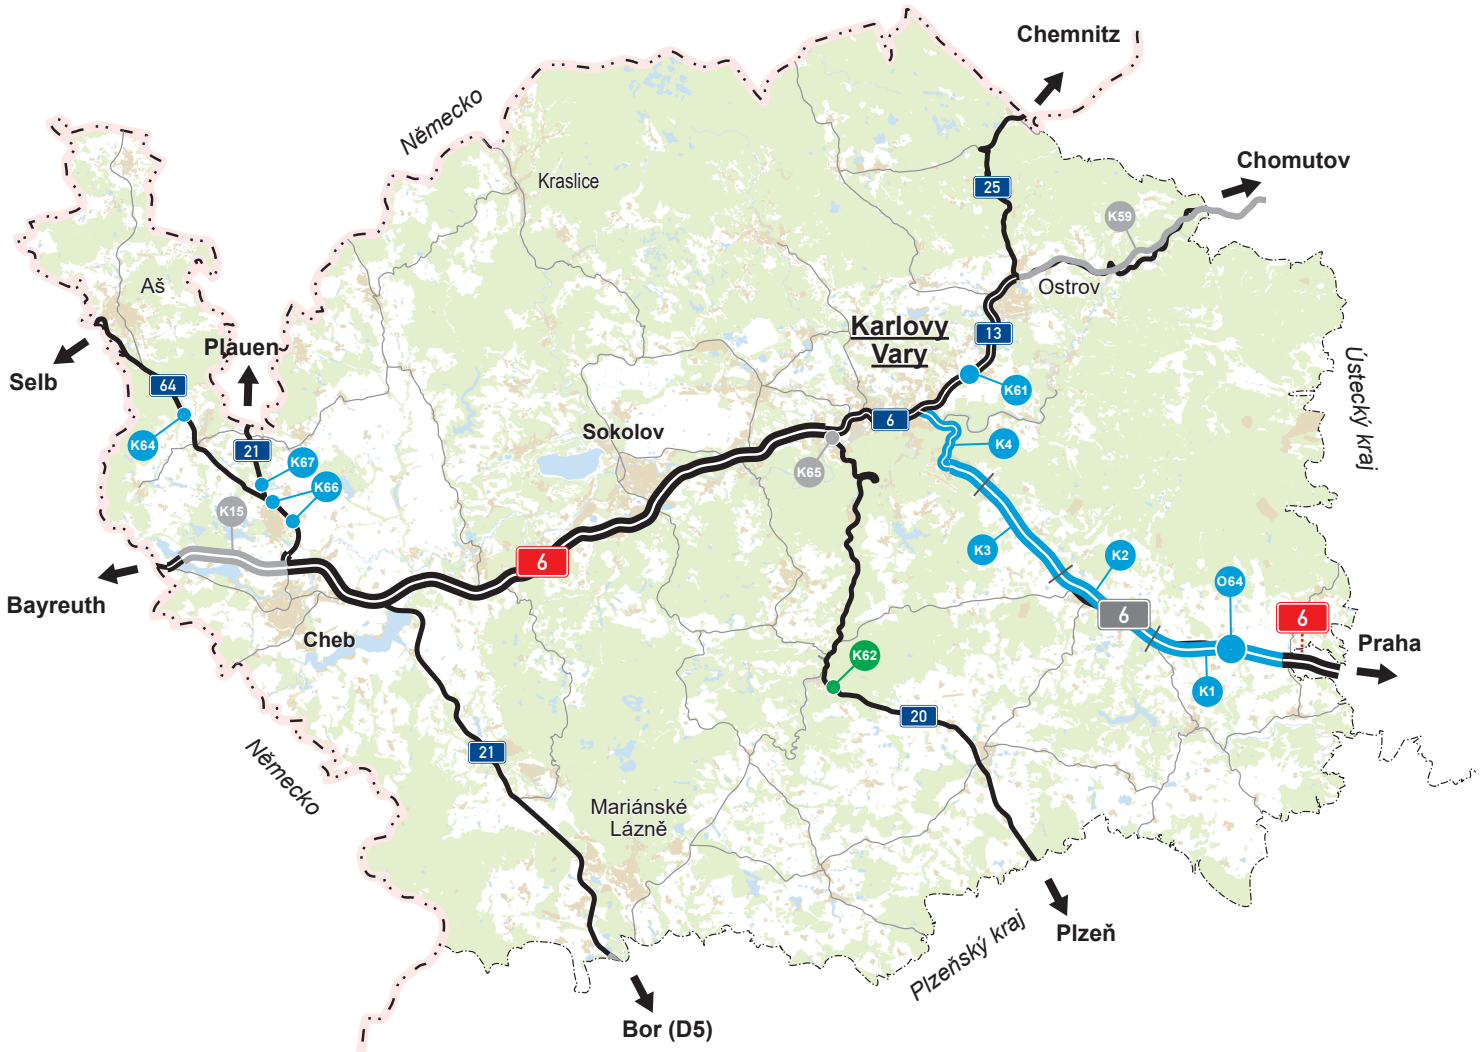 Chemnitz
Německo
Chomutov
Kraslice
25
K59
Aš
Ostrov
Karlovy
Vary
13
Plauen
Ústecký kraj
Selb
64
K61
6
K64
21
Sokolov
K4
K67
K65
K66
K15
K3
K2
6
O64
Bayreuth
6
6
Cheb
Praha
K62
K1
20
21
Německo
Mariánské
Lázně
Plzeňský kraj
Plzeň
Bor (D5)